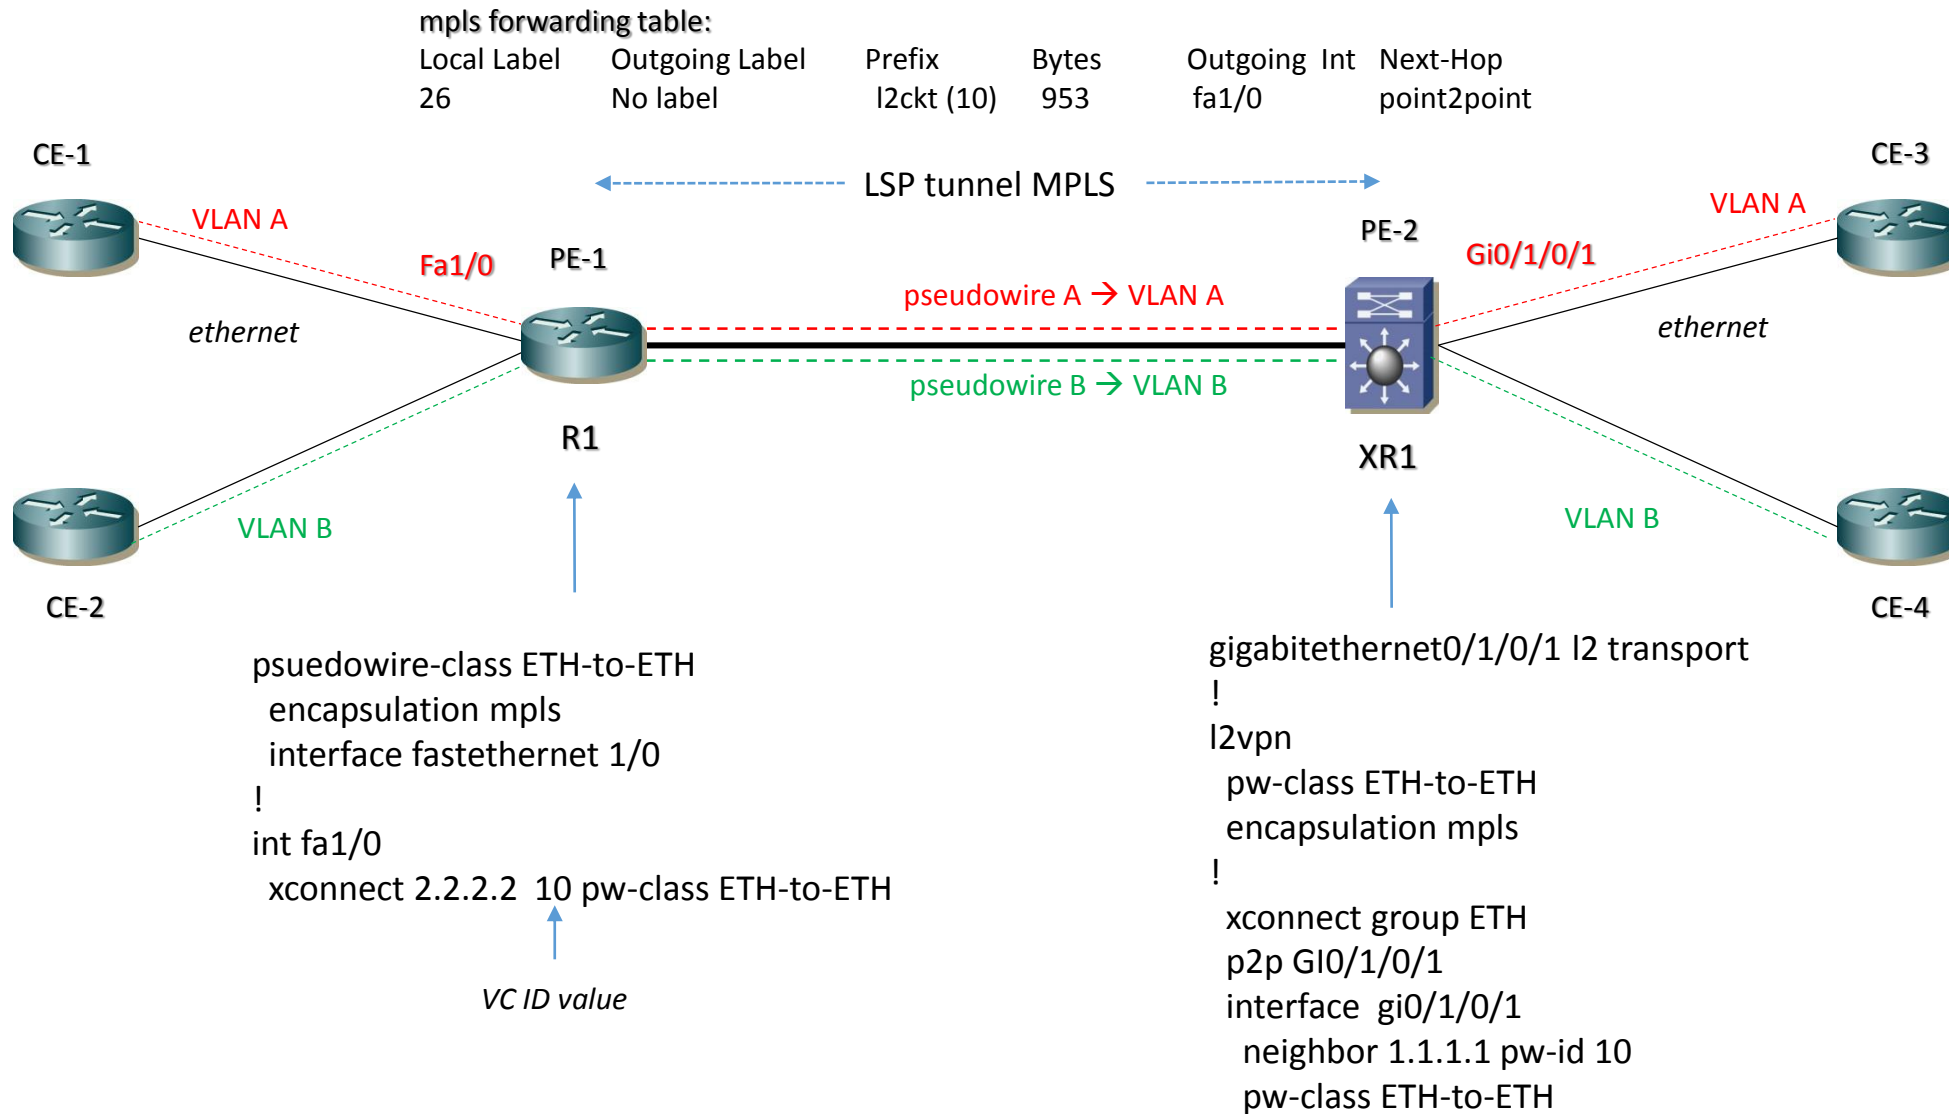 mpls forwarding table:
Local Label Outgoing Label Prefix Bytes Outgoing Int Next-Hop
26 No label l2ckt (10) 953 fa1/0 point2point
CE-1
CE-3
LSP tunnel MPLS
VLAN A
VLAN A
PE-2
Fa1/0
PE-1
Gi0/1/0/1
pseudowire A → VLAN A
ethernet
ethernet
pseudowire B → VLAN B
R1
XR1
VLAN B
VLAN B
CE-2
CE-4
psuedowire-class ETH-to-ETH
encapsulation mpls
interface fastethernet 1/0
!
int fa1/0
xconnect 2.2.2.2 10 pw-class ETH-to-ETH
VC ID value
gigabitethernet0/1/0/1 l2 transport
!
l2vpn
pw-class ETH-to-ETH
encapsulation mpls
!
xconnect group ETH
p2p GI0/1/0/1
interface gi0/1/0/1
neighbor 1.1.1.1 pw-id 10
pw-class ETH-to-ETH